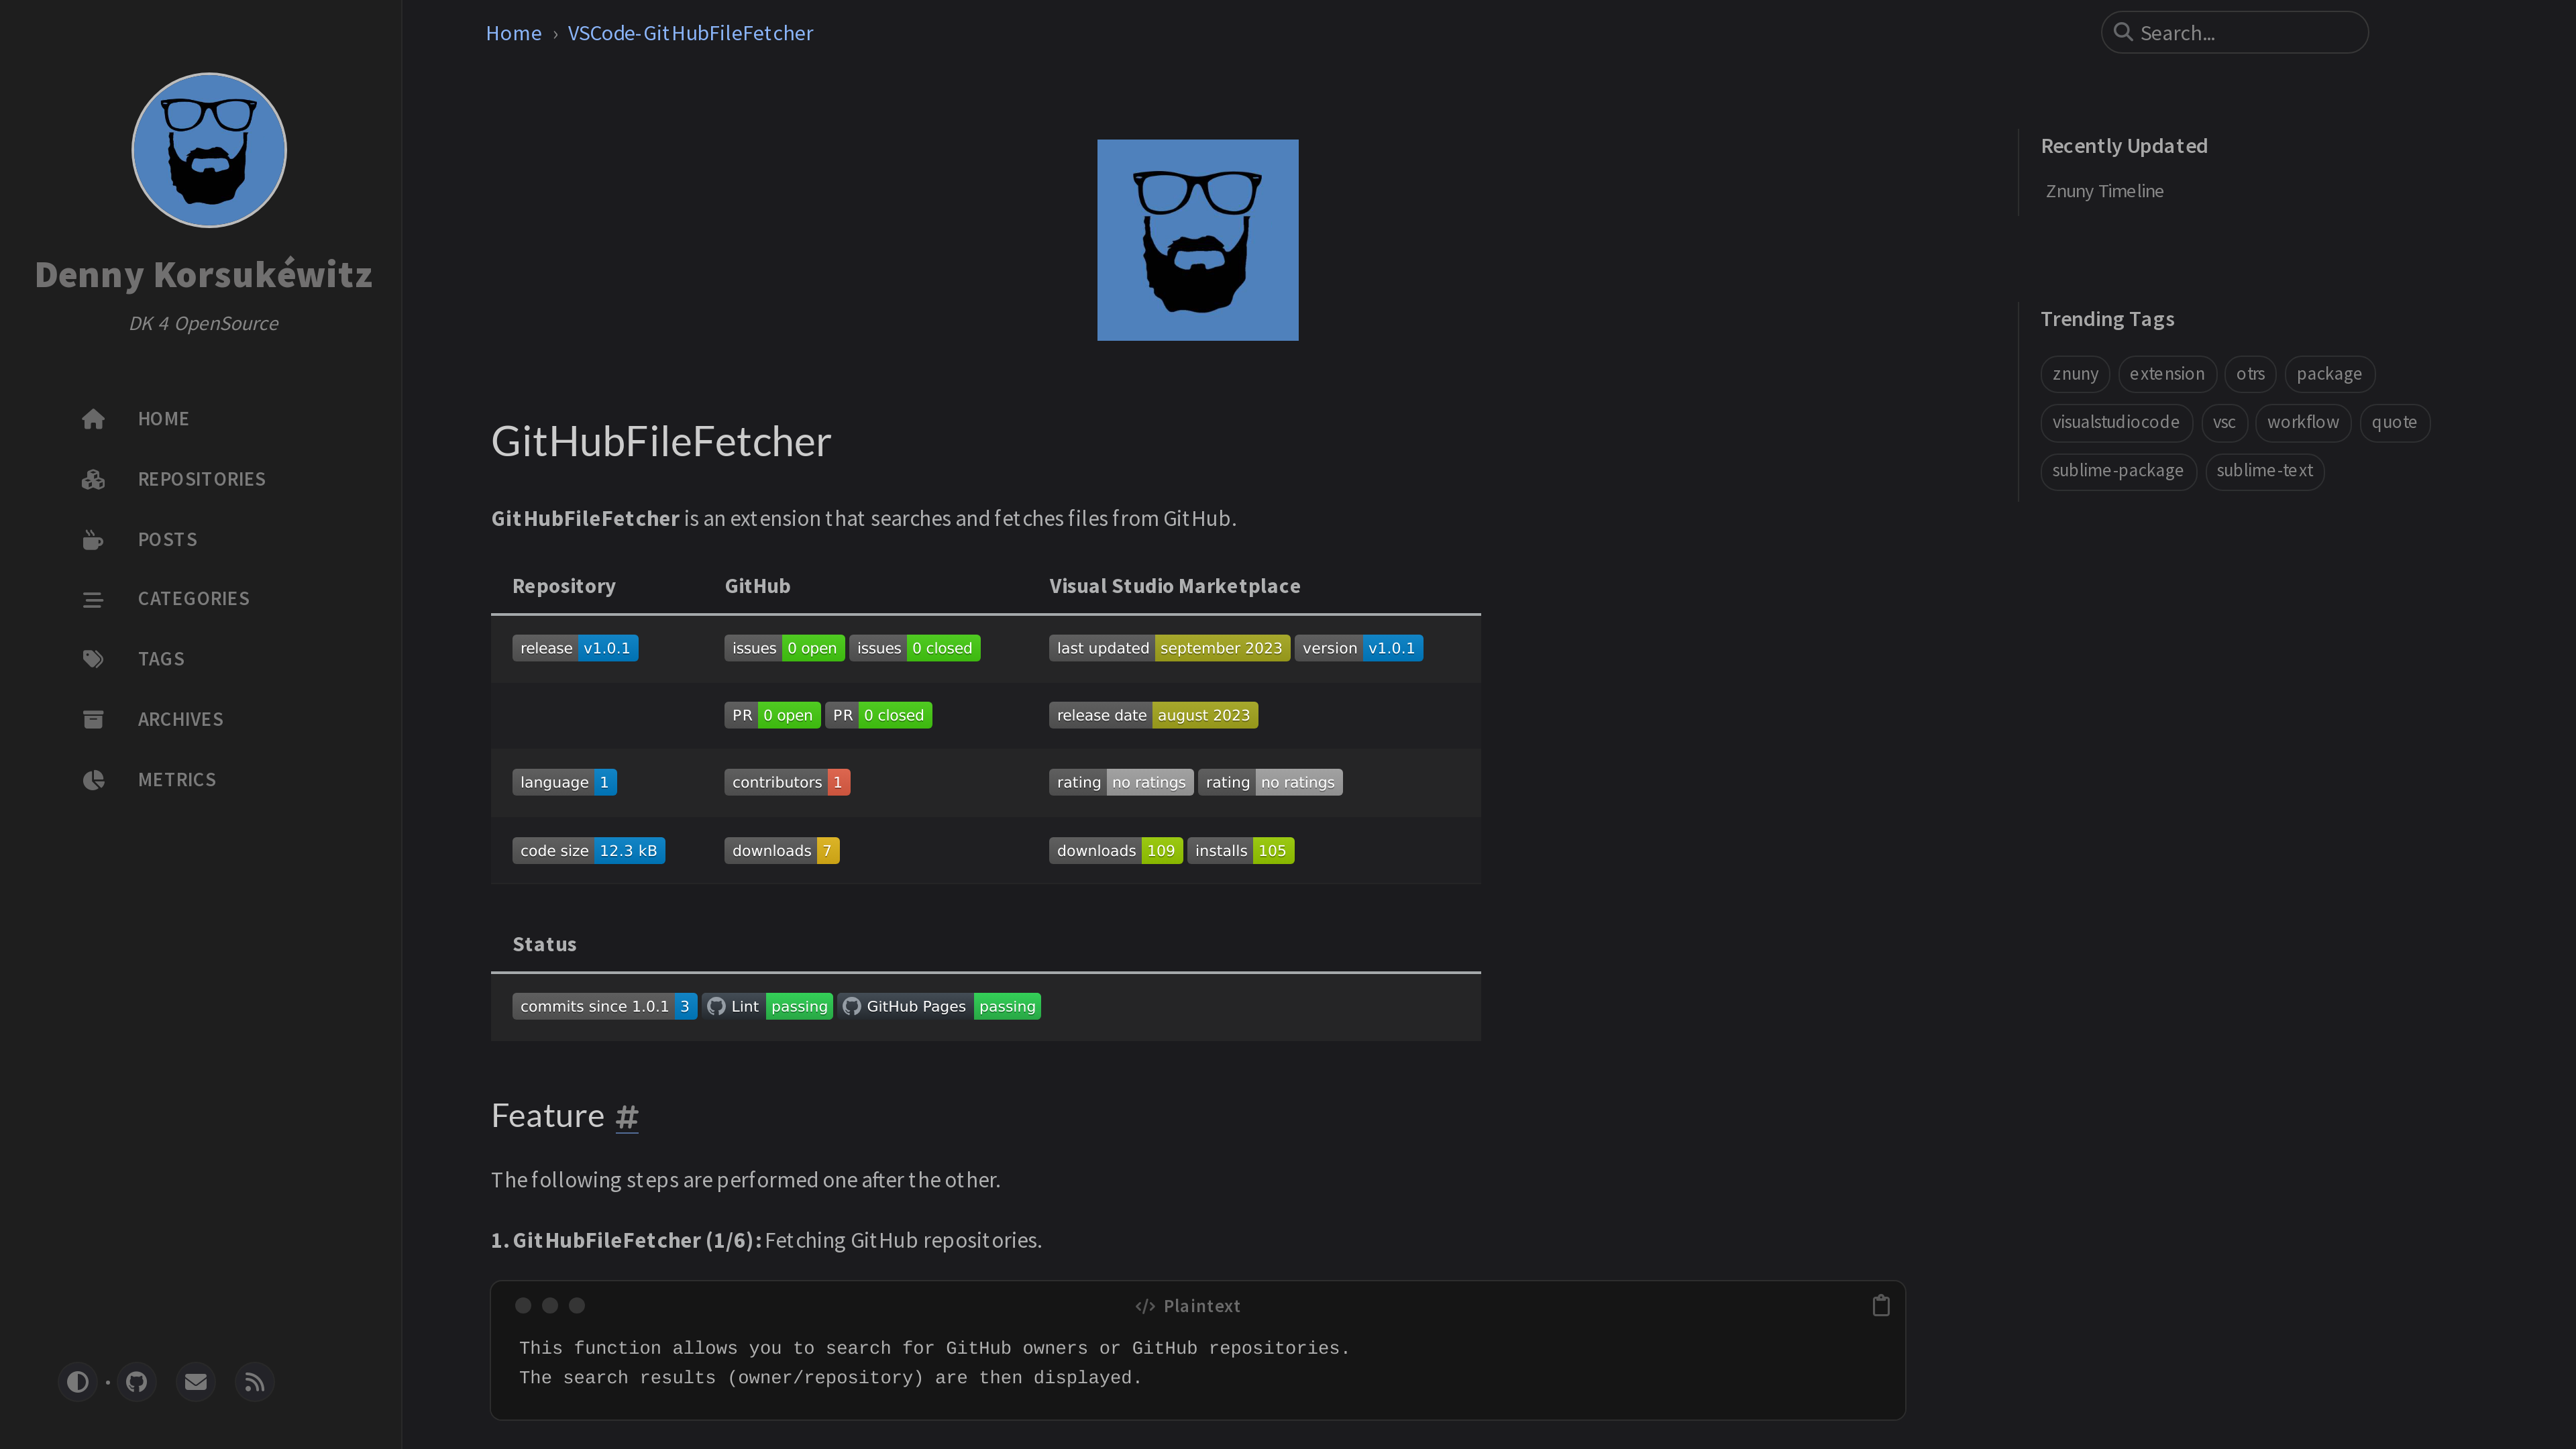 Denny Korsukéwitz
DK 4 OpenSource
HOME
REPOSITORIES
POSTS
CATEGORIES
TAGS
ARCHIVES
METRICS
Home › VSCode-GitHubFileFetcher
Search...
GitHubFileFetcher
GitHubFileFetcher is an extension that searches and fetches files from GitHub.
Repository GitHub Visual Studio Marketplace
release v1.0.1 issues 0 open issues 0 closed last updated september 2023 version v1.0.1
PR 0 open PR 0 closed release date august 2023
language 1 contributors 1 rating no ratings rating no ratings
code size 12.3 kB downloads 7 downloads 109 installs 105
Status
commits since 1.0.1 3 Lint passing GitHub Pages passing
Feature #
The following steps are performed one after the other.
1. GitHubFileFetcher (1/6): Fetching GitHub repositories.
</> Plaintext
This function allows you to search for GitHub owners or GitHub repositories.
The search results (owner/repository) are then displayed.
Recently Updated
Znuny Timeline
Trending Tags
znuny extension otrs package
visualstudiocode vsc workflow quote
sublime-package sublime-text